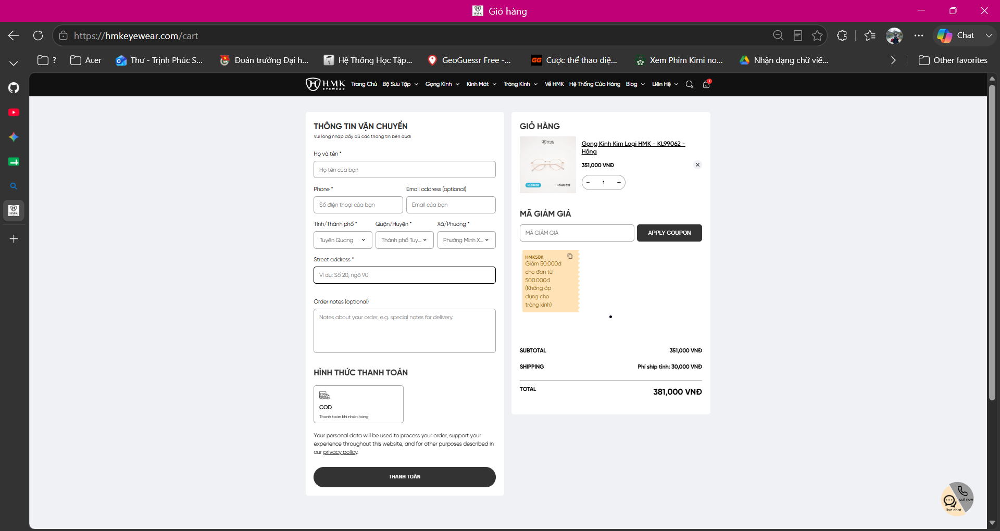 Giỏ hàng
https://hmkeyewear.com/cart
Chat
?
Acer
Thư - Trịnh Phúc S...
Đoàn trường Đại h...
Hệ Thống Học Tập...
GeoGuessr Free -...
GG
Cược thể thao điệ...
Xem Phim Kimi no...
Nhận dạng chữ viế...
Other favorites
HMK
EYEWEAR
Trang Chủ
Bộ Sưu Tập
Gọng Kính
Kính Mát
Tròng Kính
Về HMK
Hệ Thống Cửa Hàng
Blog
Liên Hệ
1
THÔNG TIN VẬN CHUYỂN
Vui lòng nhập đầy đủ các thông tin bên dưới
Họ và tên *
Họ tên của bạn
Phone *
Email address (optional)
Số điện thoại của bạn
Email của bạn
Tỉnh/Thành phố *
Quận/Huyện *
Xã/Phường *
Tuyên Quang
Thành phố Tuy...
Phường Minh X...
Street address *
Ví dụ: Số 20, ngõ 90
Order notes (optional)
Notes about your order, e.g. special notes for delivery.
HÌNH THỨC THANH TOÁN
COD
COD
Thanh toán khi nhận hàng
Your personal data will be used to process your order, support your
experience throughout this website, and for other purposes described in
our privacy policy.
THANH TOÁN
GIỎ HÀNG
HMK
KL99062
HỒNG C22
Gọng Kính Kim Loại HMK - KL99062 -
Hồng
351,000 VNĐ
− 1 +
MÃ GIẢM GIÁ
MÃ GIẢM GIÁ
APPLY COUPON
HMK50K
Giảm 50.000đ
cho đơn từ
500.000đ
(Không áp
dụng cho
tròng kính)
SUBTOTAL
351,000 VNĐ
SHIPPING
Phí ship tỉnh: 30,000 VNĐ
TOTAL
381,000 VNĐ
call now
live chat